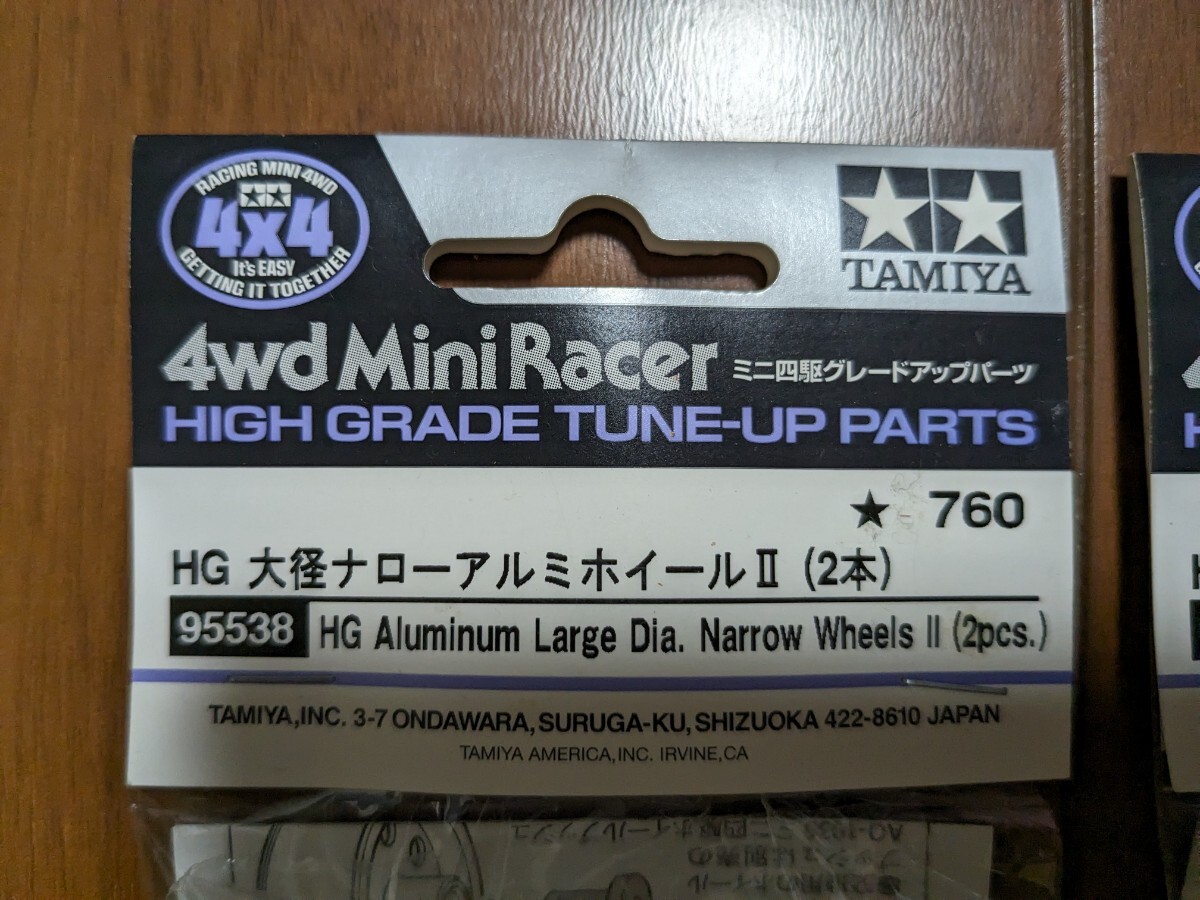 RACING MINI 4WD
4x4
It's EASY
GETTING IT TOGETHER
TAMIYA
4wd Mini Racer ミニ四駆グレードアップパーツ
HIGH GRADE TUNE-UP PARTS
★ 760
HG 大径ナローアルミホイールⅡ (2本)
95538 HG Aluminum Large Dia. Narrow Wheels II (2pcs.)
TAMIYA,INC. 3-7 ONDAWARA, SURUGA-KU, SHIZUOKA 422-8610 JAPAN
TAMIYA AMERICA,INC. IRVINE,CA